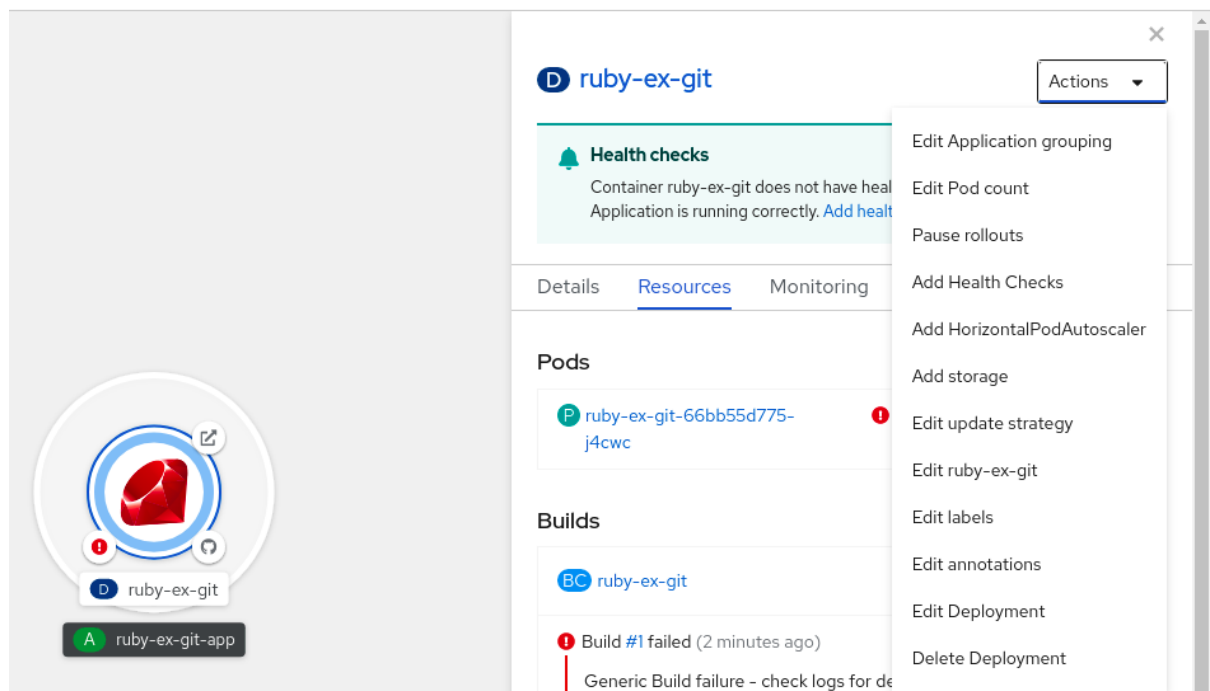 D ruby-ex-git
Actions
Health checks
Container ruby-ex-git does not have heal
Application is running correctly. Add healt
Edit Application grouping
Edit Pod count
Pause rollouts
Add Health Checks
Add HorizontalPodAutoscaler
Add storage
Edit update strategy
Edit ruby-ex-git
Edit labels
Edit annotations
Edit Deployment
Delete Deployment
Details Resources Monitoring
Pods
P ruby-ex-git-66bb55d775-
j4cwc
Builds
BC ruby-ex-git
Build #1 failed (2 minutes ago)
Generic Build failure - check logs for de
D ruby-ex-git
A ruby-ex-git-app